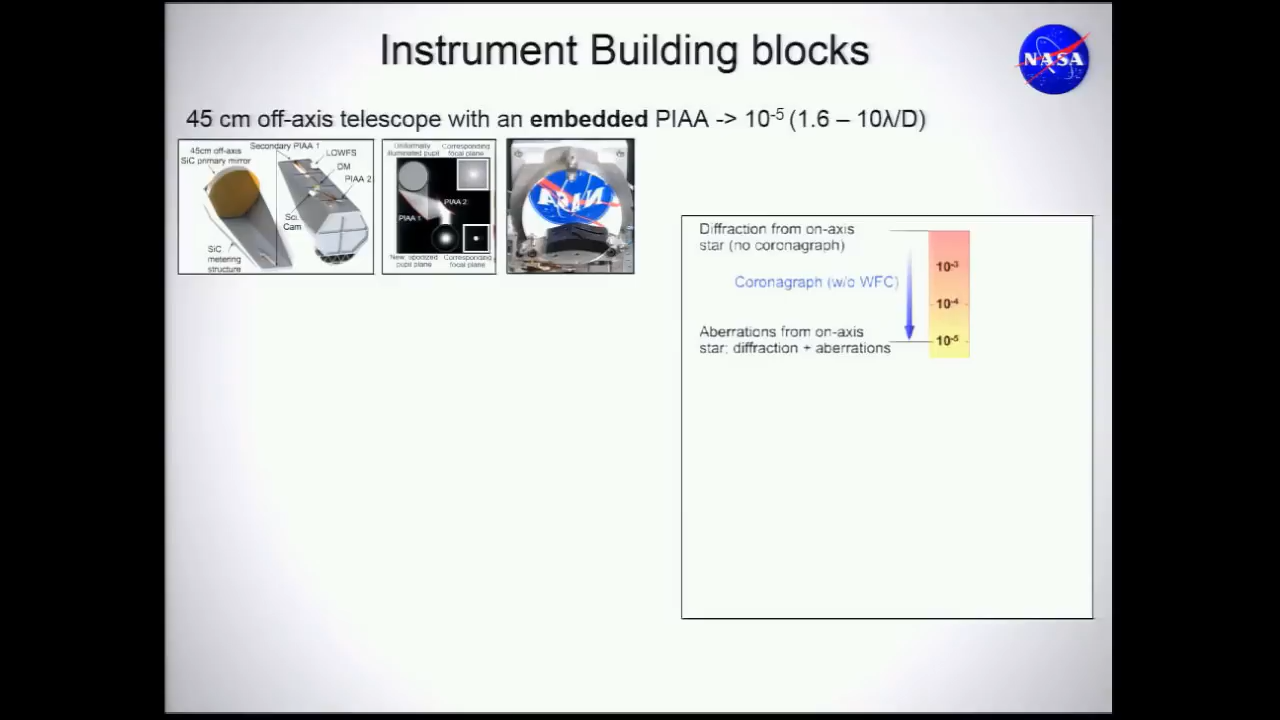 Instrument Building blocks
NASA
45 cm off-axis telescope with an embedded PIAA -> 10-5 (1.6 – 10λ/D)
45cm off-axis
SiC primary mirror
SiC
metering
structure
Secondary PIAA 1
LOWFS
DM
PIAA 2
Sci.
Cam
Uniformally
illuminated pupil
Corresponding
focal plane
PIAA 2
PIAA 1
pupil plane
Corresponding
focal plane
NASA
Diffraction from on-axis
star (no coronagraph)
10-3
Coronagraph (w/o WFC)
10-4
Aberrations from on-axis
star; diffraction + aberrations
10-5